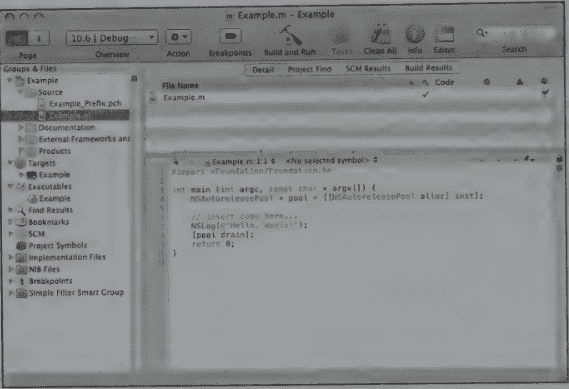 Example.m – Example
10.6 | Debug
Page Overview Action Breakpoints Build and Run Tasks Clean All Info Editor Search
Groups & Files
Detail Project Find SCM Results Build Results
Example
File Name Code
Source
Example.m
Example_Prefix.pch
Example.m
Documentation
External Frameworks and
Products
Targets
Example.m:1:1 <No selected symbol>
Example
#import <Foundation/Foundation.h>
Executables
int main (int argc, const char * argv[]) {
Example
NSAutoreleasePool * pool = [[NSAutoreleasePool alloc] init];
Find Results
Bookmarks
// insert code here...
SCM
NSLog(@"Hello, World!");
Project Symbols
[pool drain];
Implementation Files
return 0;
NIB Files
}
Breakpoints
Simple Filter Smart Group